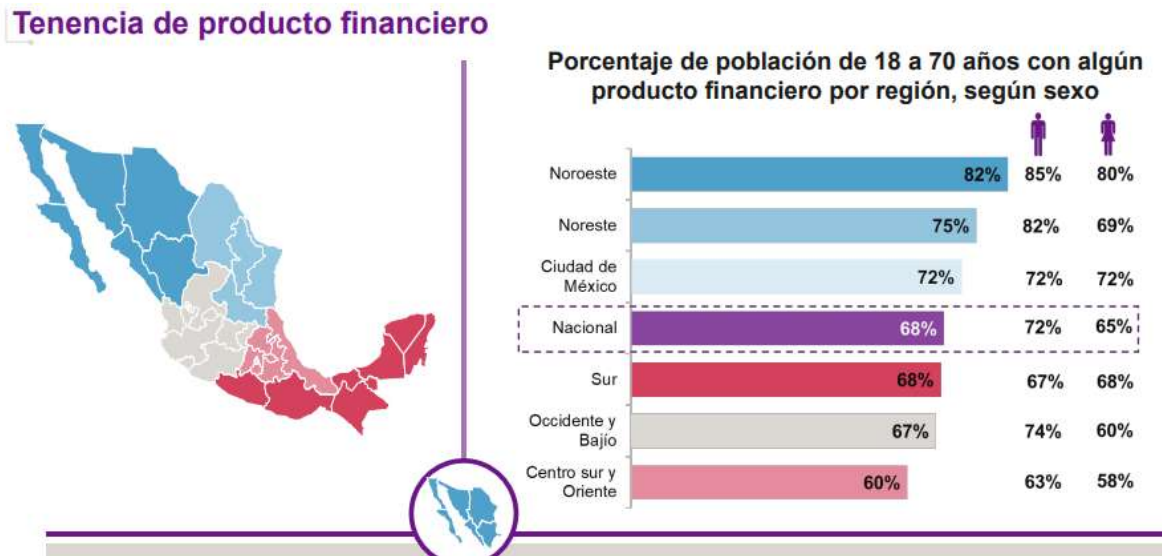 Tenencia de producto financiero
Porcentaje de población de 18 a 70 años con algún
producto financiero por región, según sexo
Noroeste 82% 85% 80%
Noreste 75% 82% 69%
Ciudad de
México 72% 72% 72%
Nacional 68% 72% 65%
Sur 68% 67% 68%
Occidente y
Bajío 67% 74% 60%
Centro sur y
Oriente 60% 63% 58%